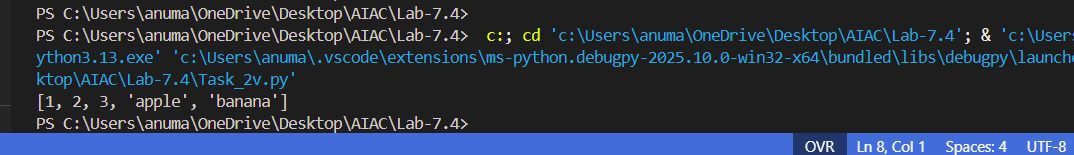 PS C:\Users\anuma\OneDrive\Desktop\AIAC\Lab-7.4>
PS C:\Users\anuma\OneDrive\Desktop\AIAC\Lab-7.4>  c:; cd 'c:\Users\anuma\OneDrive\Desktop\AIAC\Lab-7.4'; & 'c:\Us
ython3.13.exe' 'c:\Users\anuma\.vscode\extensions\ms-python.debugpy-2025.10.0-win32-x64\bundled\libs\debugpy\launche
ktop\AIAC\Lab-7.4\Task_2v.py'
[1, 2, 3, 'apple', 'banana']
PS C:\Users\anuma\OneDrive\Desktop\AIAC\Lab-7.4>
OVR Ln 8, Col 1 Spaces: 4 UTF-8